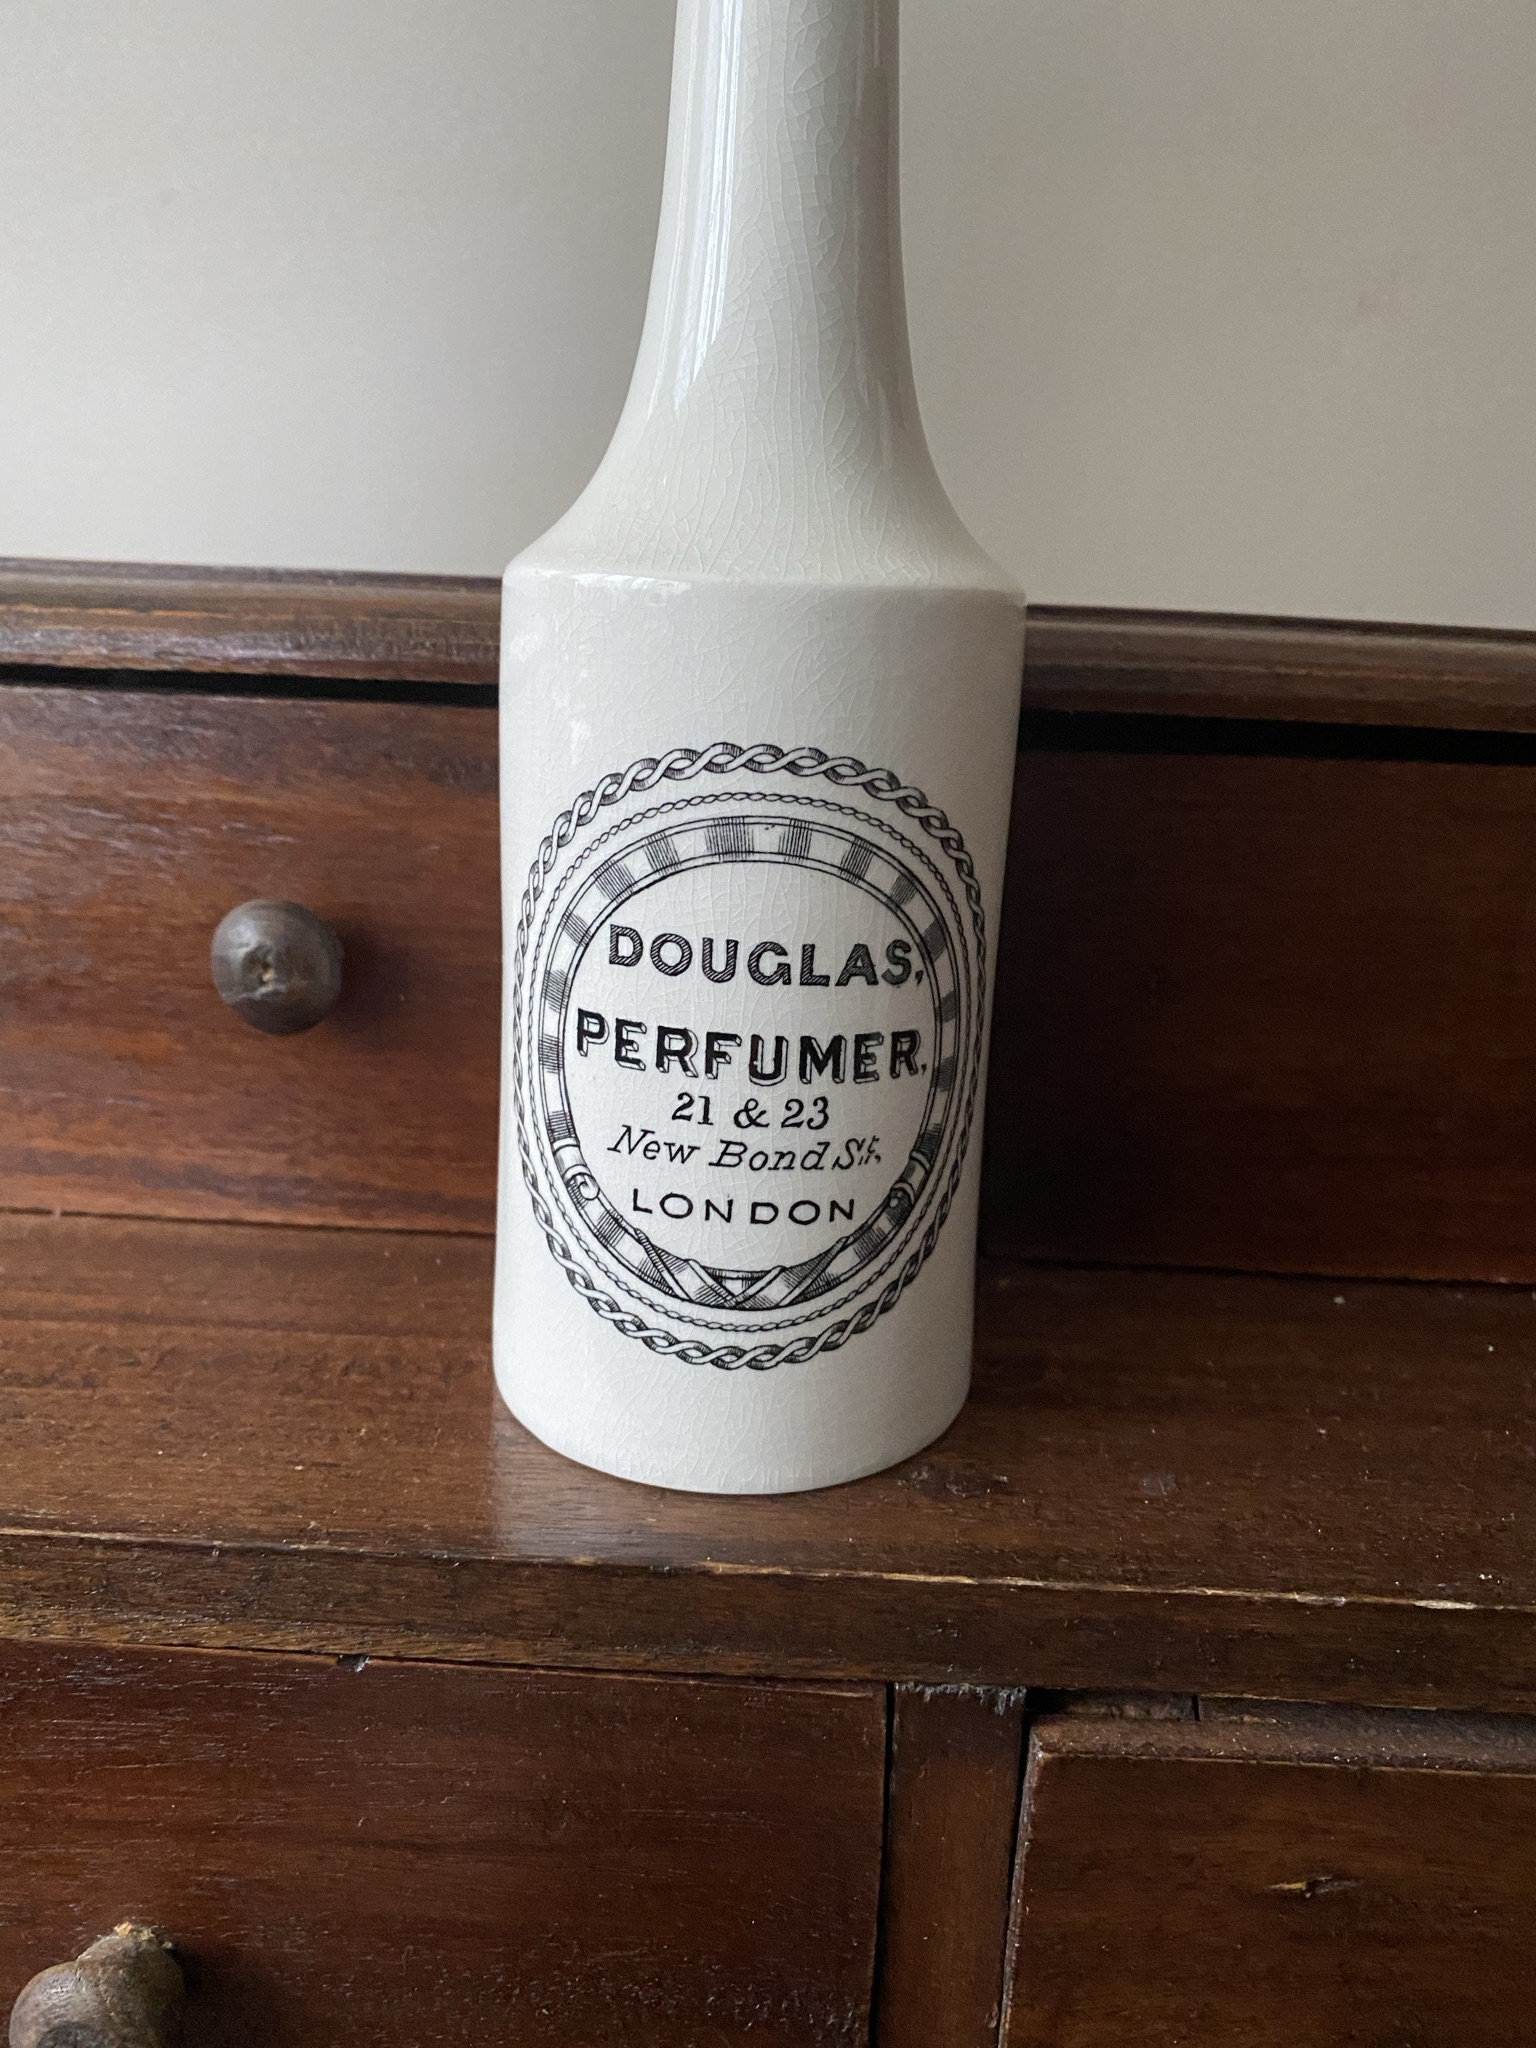 DOUGLAS,
PERFUMER,
21 & 23
New Bond St.,
LONDON